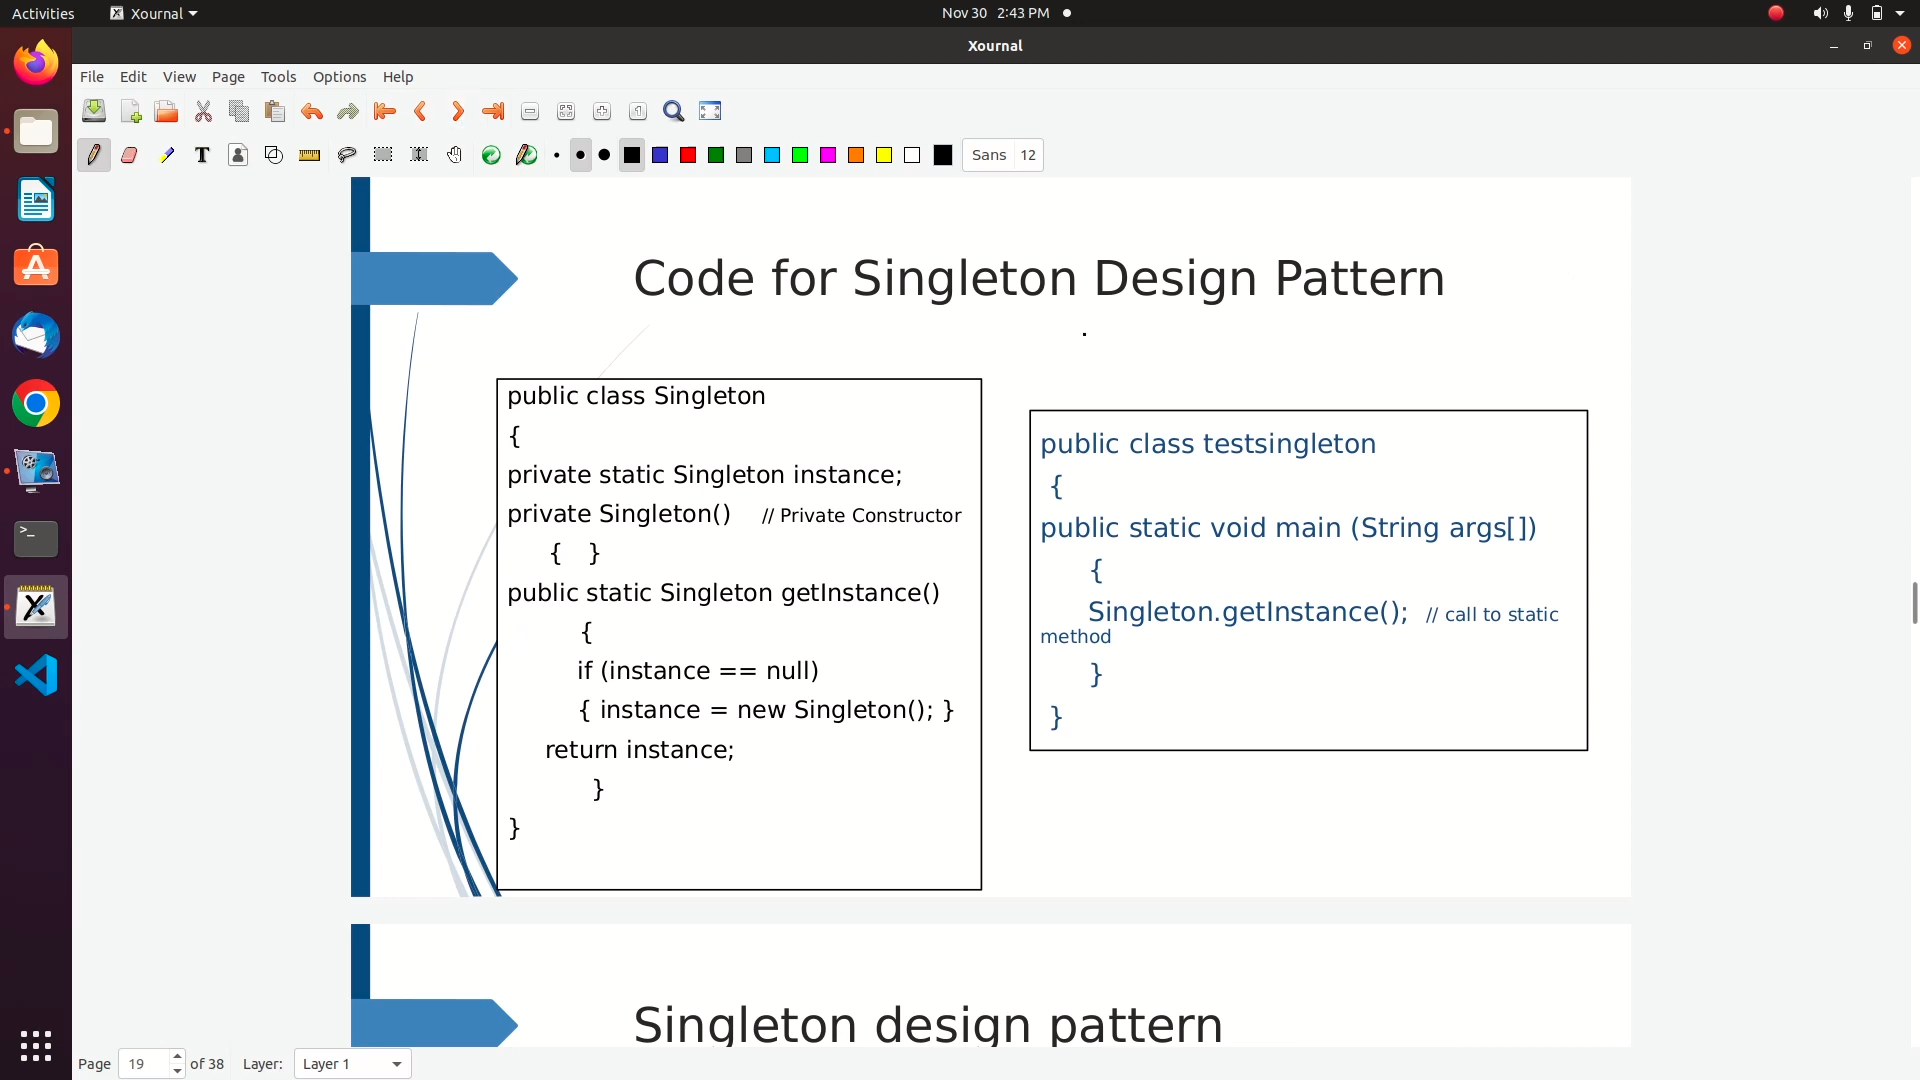 Activities Xournal Nov 30 2:43 PM
Xournal
File Edit View Page Tools Options Help
T Sans 12
Code for Singleton Design Pattern
public class Singleton
{
private static Singleton instance;
private Singleton() // Private Constructor
{ }
public static Singleton getInstance()
{
if (instance == null)
{ instance = new Singleton(); }
return instance;
}
}
public class testsingleton
{
public static void main (String args[])
{
Singleton.getInstance(); // call to static
method
}
}
Singleton design pattern
Page 19 of 38 Layer: Layer 1